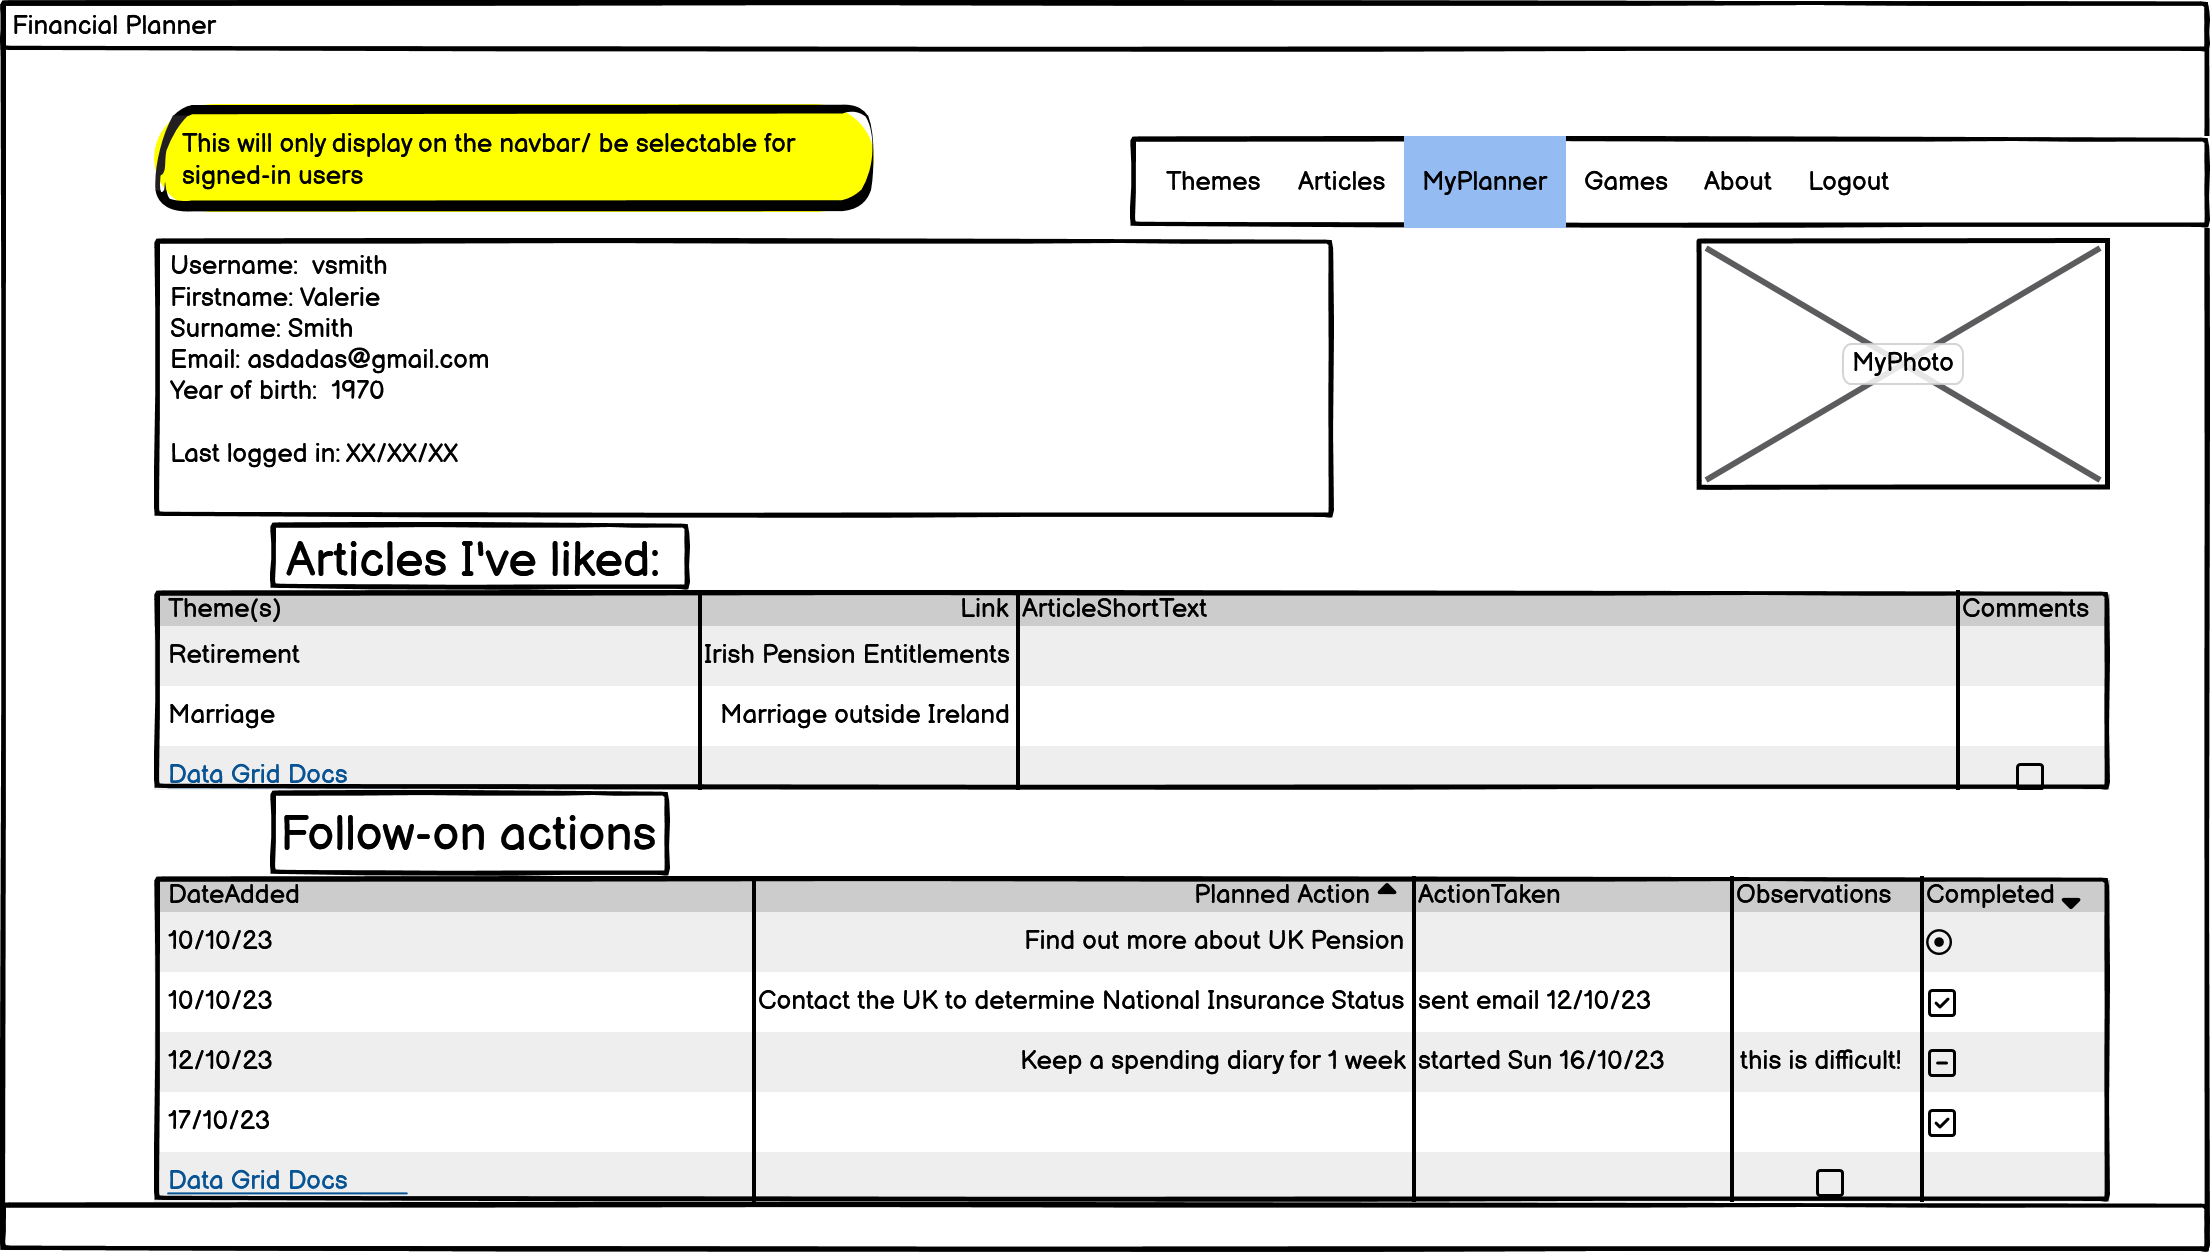 Financial Planner
This will only display on the navbar/ be selectable for
signed-in users
Themes Articles MyPlanner Games About Logout
Username:  vsmith
Firstname: Valerie
Surname: Smith
Email: asdadas@gmail.com
Year of birth:  1970
Last logged in: XX/XX/XX
MyPhoto
Articles I've liked:
Theme(s) Link ArticleShortText Comments
Retirement Irish Pension Entitlements
Marriage Marriage outside Ireland
Data Grid Docs
Follow-on actions
DateAdded Planned Action ActionTaken Observations Completed
10/10/23 Find out more about UK Pension
10/10/23 Contact the UK to determine National Insurance Status sent email 12/10/23
12/10/23 Keep a spending diary for 1 week started Sun 16/10/23 this is difficult!
17/10/23
Data Grid Docs